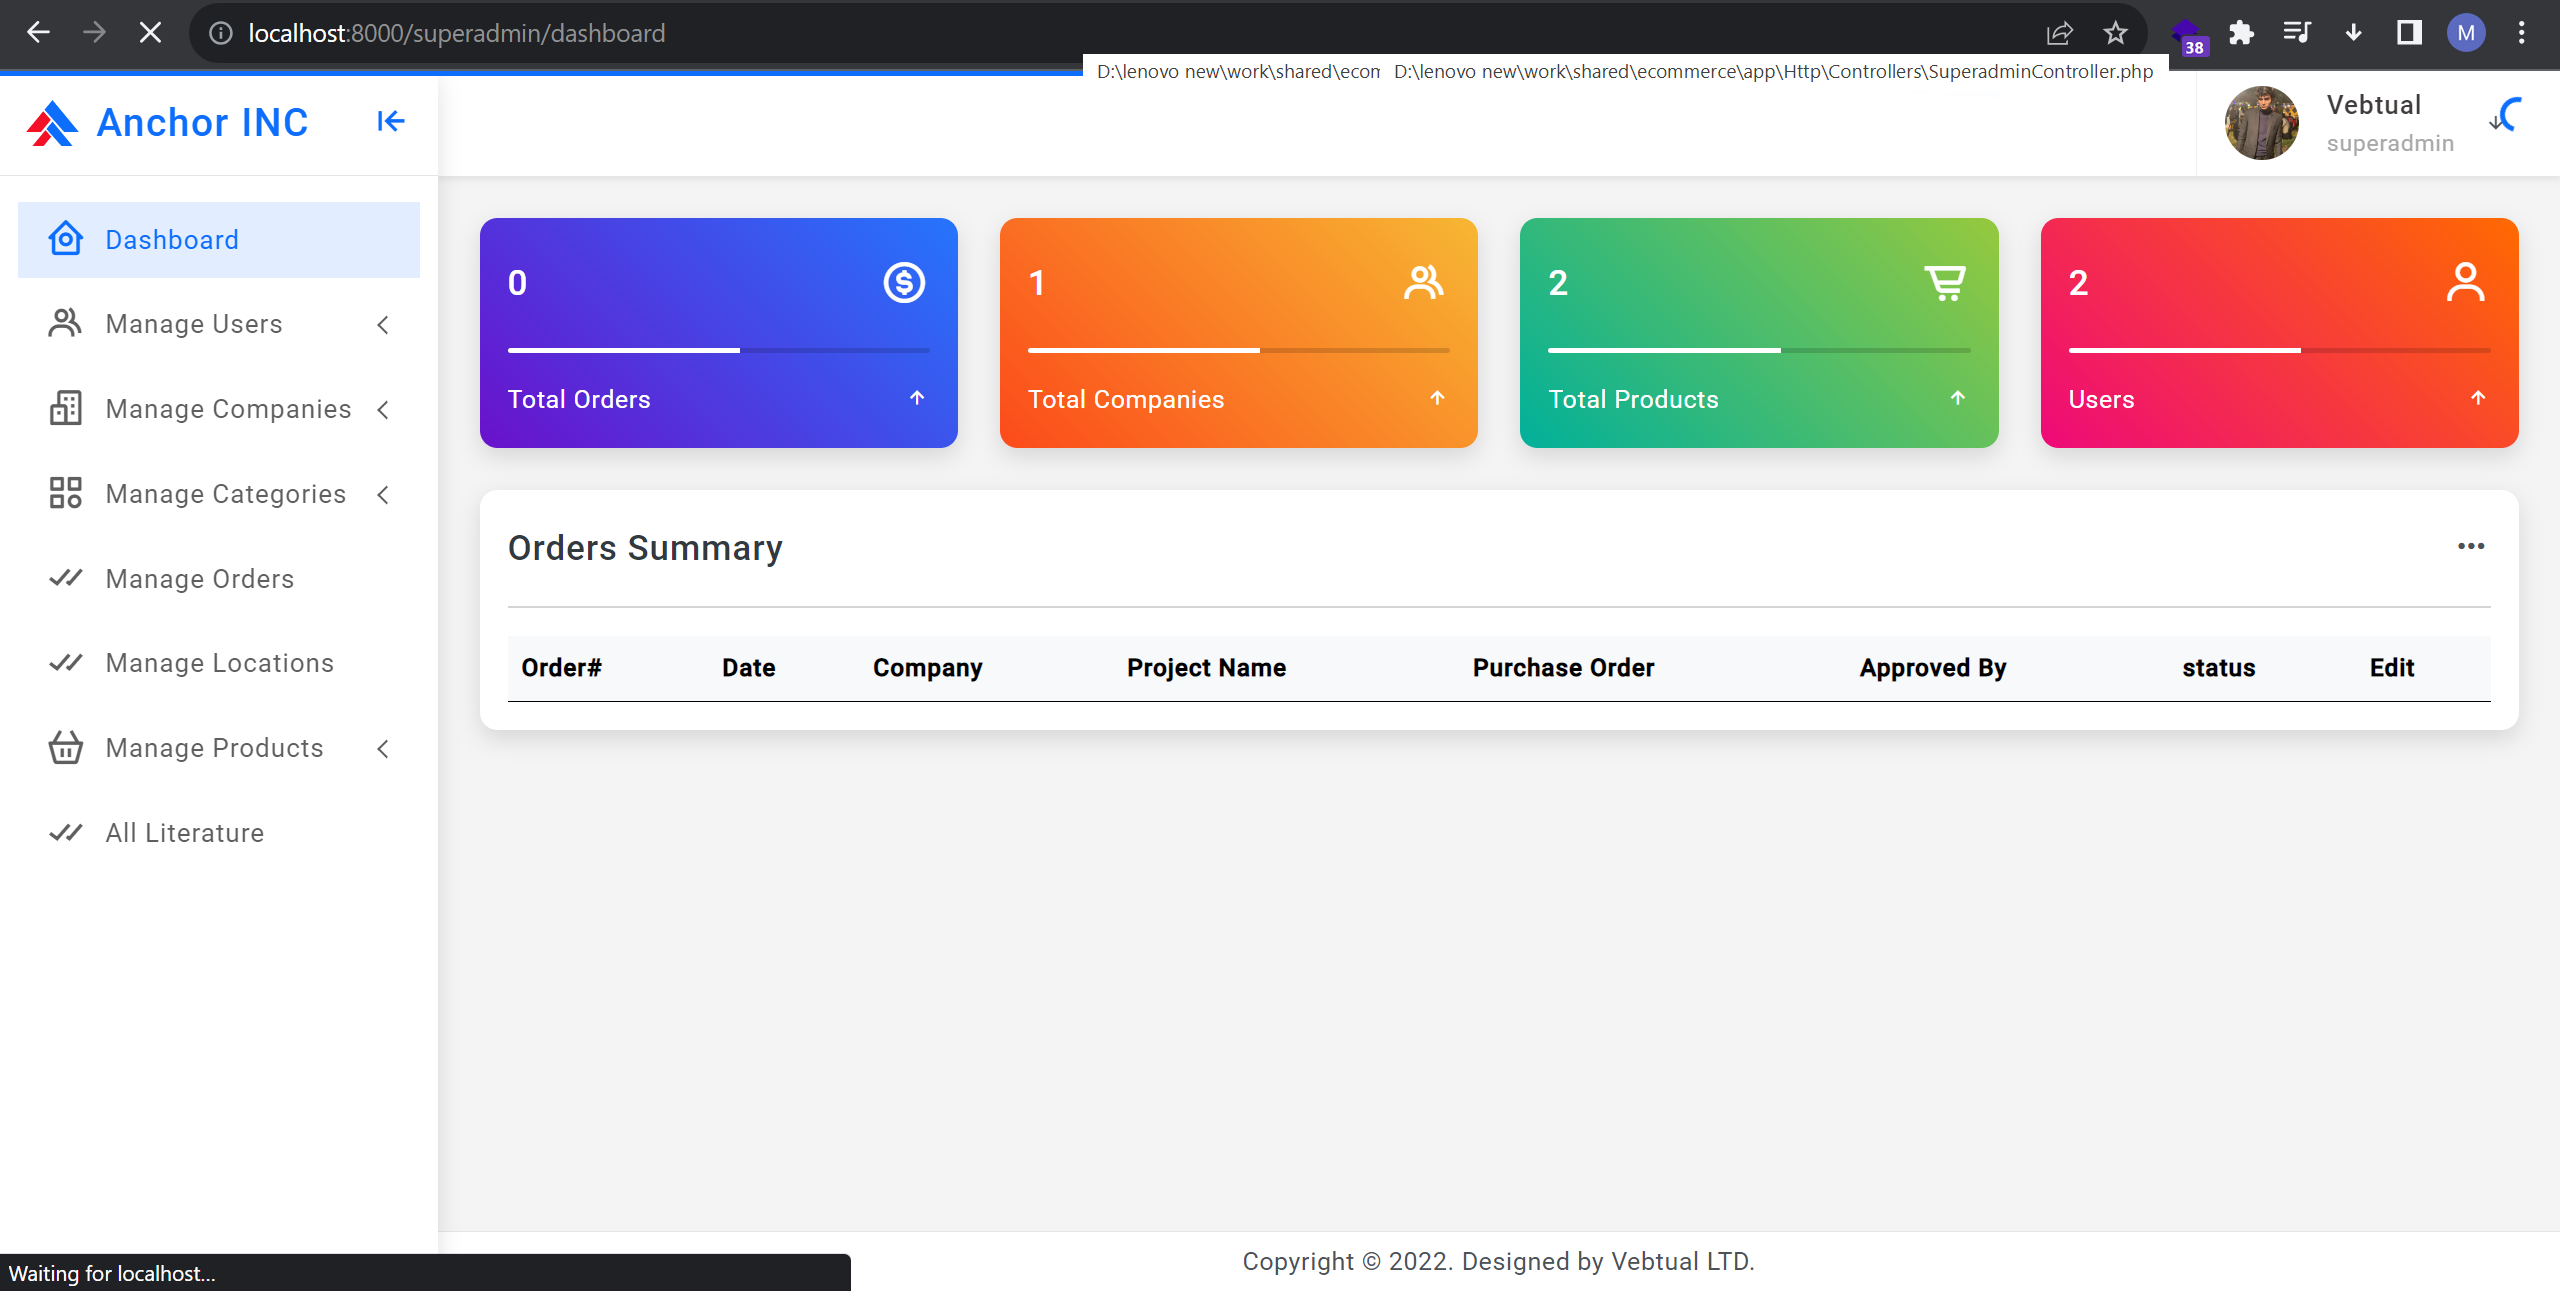 localhost:8000/superadmin/dashboard
38
M
D:\lenovo new\work\shared\ecom
D:\lenovo new\work\shared\ecommerce\app\Http\Controllers\SuperadminController.php
Anchor INC
Vebtual
superadmin
Dashboard
Manage Users
Manage Companies
Manage Categories
Manage Orders
Manage Locations
Manage Products
All Literature
0
Total Orders
1
Total Companies
2
Total Products
2
Users
Orders Summary
Order# Date Company Project Name Purchase Order Approved By status Edit
Copyright © 2022. Designed by Vebtual LTD.
Waiting for localhost...